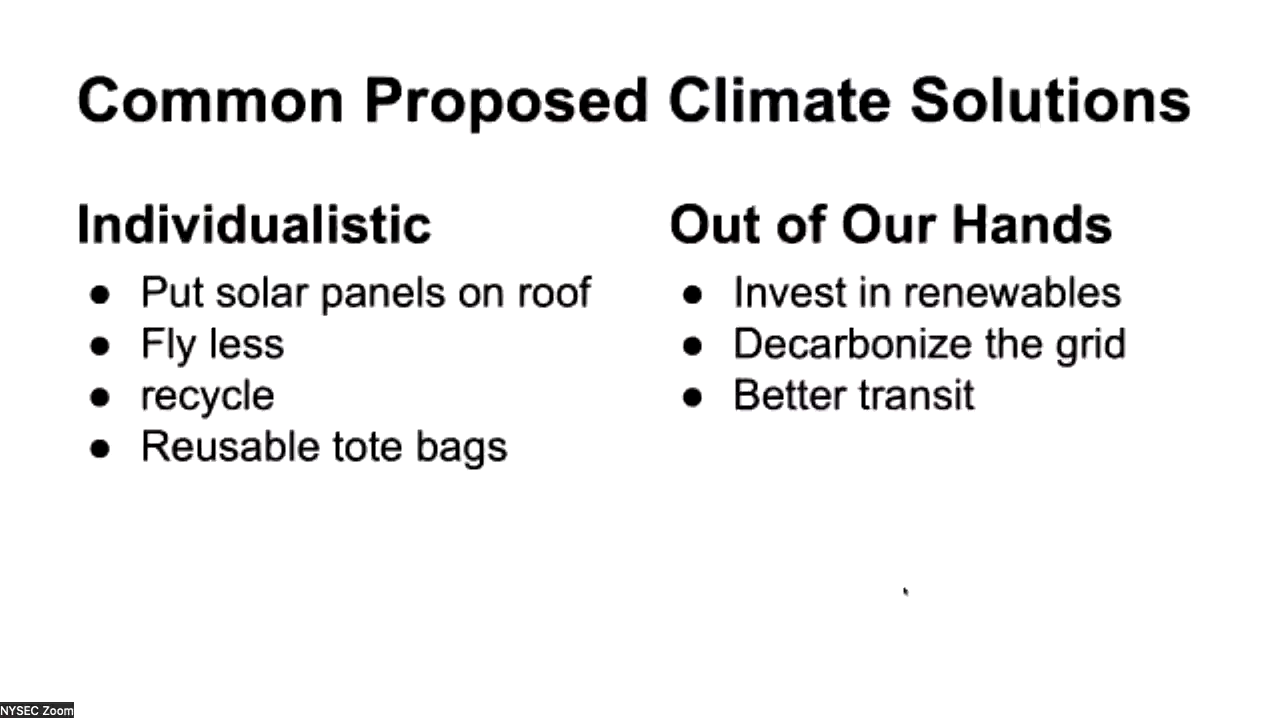 Common Proposed Climate Solutions
Individualistic
● Put solar panels on roof
● Fly less
● recycle
● Reusable tote bags
Out of Our Hands
● Invest in renewables
● Decarbonize the grid
● Better transit
NYSEC Zoom